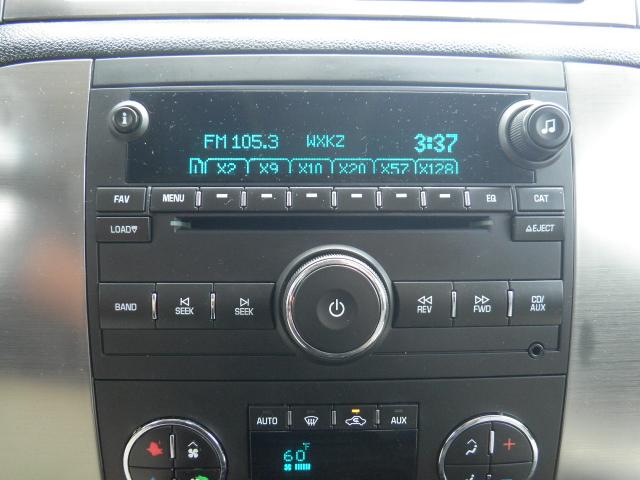 FM 105.3 WXKZ 3:37
1 X2 X9 X10 X20 X57 X128
FAV MENU EQ CAT
LOAD EJECT
BAND SEEK SEEK REV FWD CD/AUX
AUTO AUX
60°F